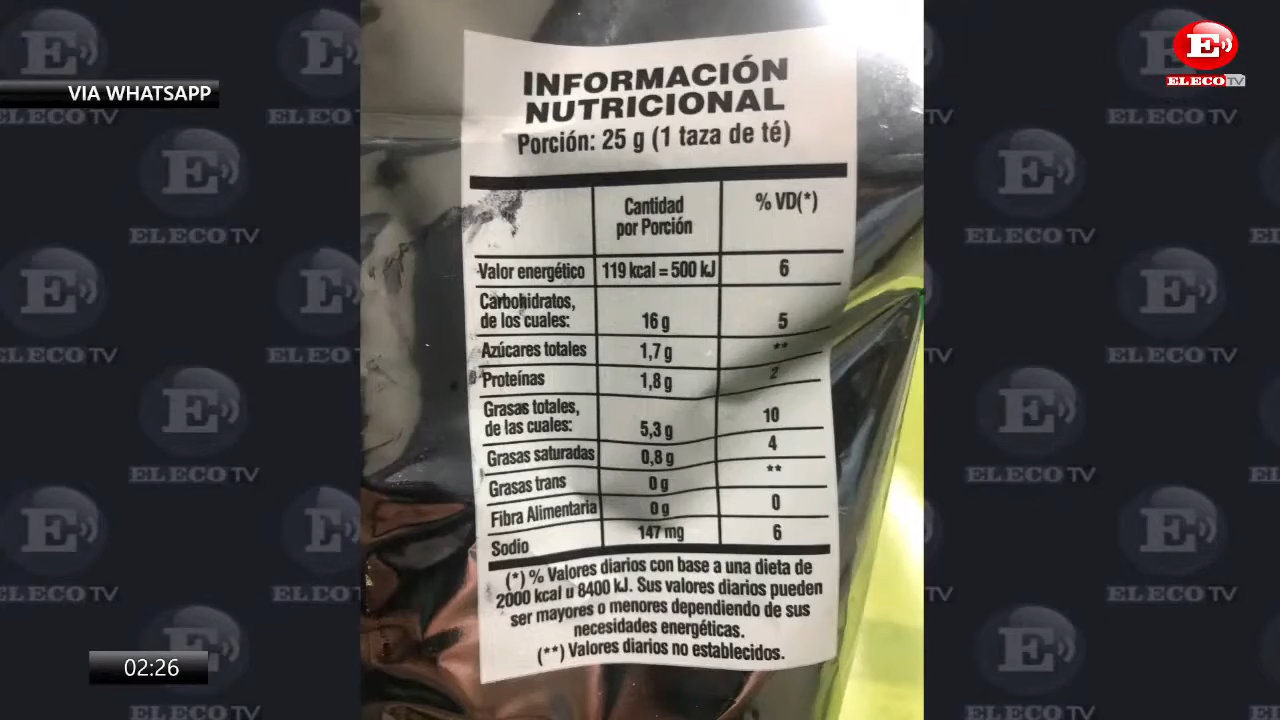 VIA WHATSAPP
ELECOTV
INFORMACIÓN
NUTRICIONAL
Porción: 25 g (1 taza de té)
Cantidad
por Porción
% VD(*)
Valor energético 119 kcal = 500 kJ 6
Carbohidratos,
de los cuales: 16 g 5
Azúcares totales 1,7 g **
Proteínas 1,8 g 2
Grasas totales,
de las cuales: 5,3 g 10
Grasas saturadas 0,8 g 4
Grasas trans 0 g **
Fibra Alimentaria 0 g 0
Sodio 147 mg 6
(*) % Valores diarios con base a una dieta de
2000 kcal u 8400 kJ. Sus valores diarios pueden
ser mayores o menores dependiendo de sus
necesidades energéticas.
(**) Valores diarios no establecidos.
02:26